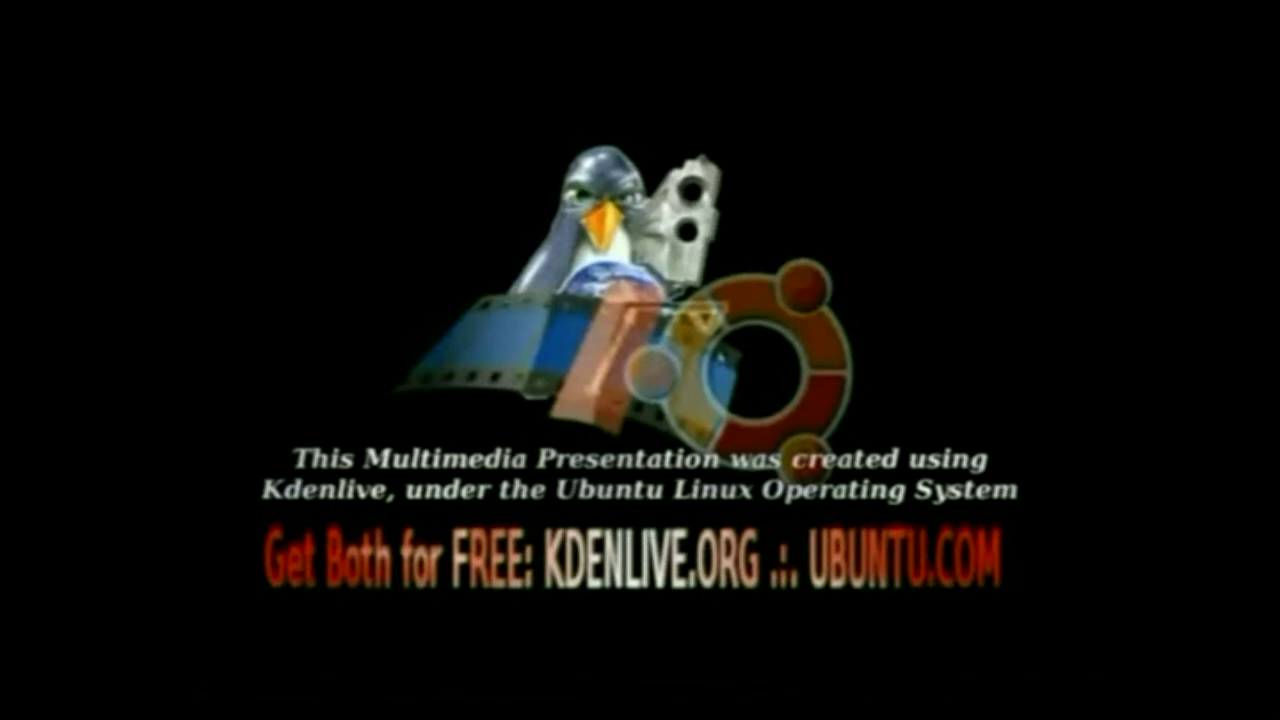 This Multimedia Presentation was created using
Kdenlive, under the Ubuntu Linux Operating System
Get Both for FREE: KDENLIVE.ORG .:. UBUNTU.COM